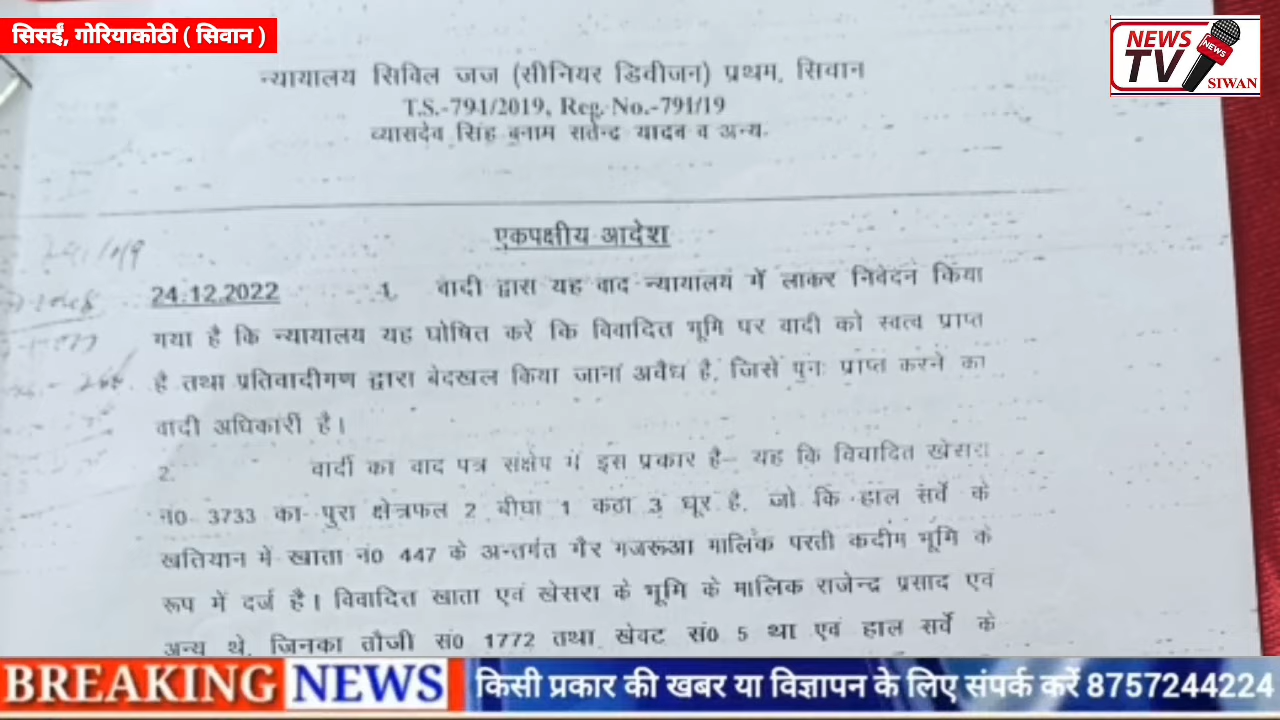 सिसईं, गोरियाकोठी ( सिवान )
NEWS
TV
NEWS
SIWAN
न्यायालय सिविल जज (सीनियर डिवीजन) प्रथम, सिवान
T.S.-791/2019, Reg. No.-791/19
व्यासदेव सिंह बनाम सतेन्द्र यादव व अन्य
एकपक्षीय आदेश
24.12.2022 1. वादी द्वारा यह वाद न्यायालय में लाकर निवेदन किया
गया है कि न्यायालय यह घोषित करें कि विवादित भूमि पर वादी को स्वत्व प्राप्त
है तथा प्रतिवादीगण द्वारा बेदखल किया जाना अवैध है, जिसे पुनः प्राप्त करने का
वादी अधिकारी है।
2. वादी का वाद पत्र संक्षेप में इस प्रकार है– यह कि विवादित खेसरा
नं0 3733 का पुरा क्षेत्रफल 2 बीघा 1 कठा 3 धूर है, जो कि हाल सर्वे के
खतियान में खाता नं0 447 के अन्तर्गत गैर मजरूआ मालिक परती कदीम भूमि के
रूप में दर्ज है। विवादित खाता एवं खेसरा के भूमि के मालिक राजेन्द्र प्रसाद एवं
अन्य थे, जिनका तौजी सं0 1772 तथा खेवट सं0 5 था एवं हाल सर्वे के
BREAKING NEWS
किसी प्रकार की खबर या विज्ञापन के लिए संपर्क करें 8757244224